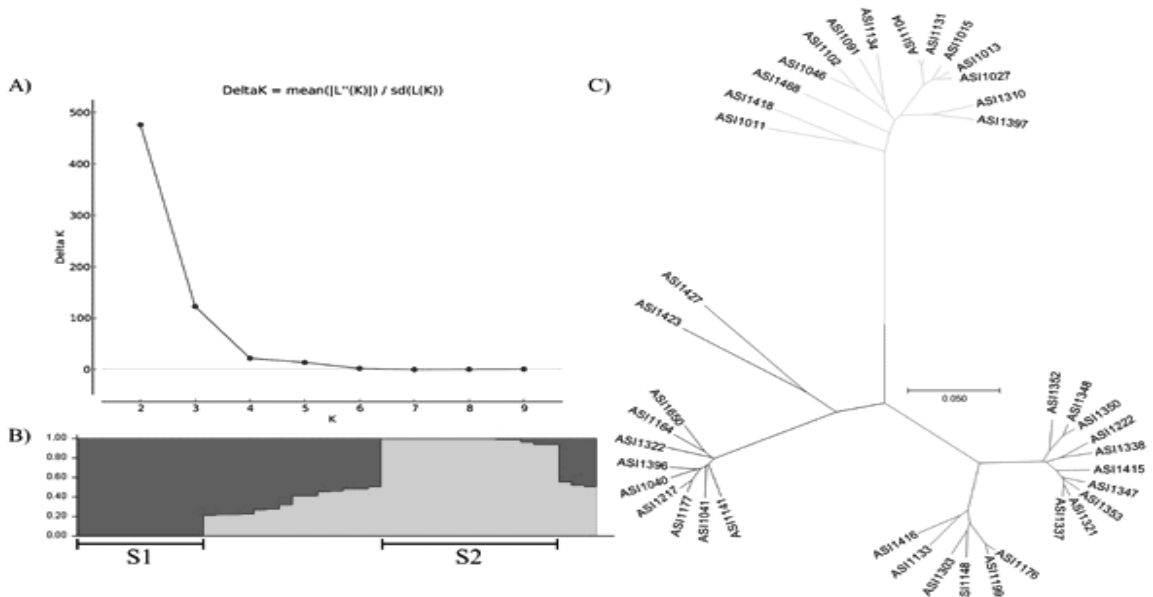 A)
DeltaK = mean(|L"(K)|) / sd(L(K))
500
400
300
200
100
0
Delta K
2 3 4 5 6 7 8 9
K
B)
1.00
0.80
0.60
0.40
0.20
0.00
S1 S2
C)
ASI1134
ASI1104
ASI1131
ASI1015
ASI1091
ASI1102
ASI1013
ASI1046
ASI1027
ASI1468
ASI1310
ASI1418
ASI1397
ASI1011
ASI1427
ASI1423
0.050
ASI1650
ASI1164
ASI1322
ASI1396
ASI1040
ASI1217
ASI1177
ASI1041
ASI1141
ASI1352
ASI1348
ASI1350
ASI1222
ASI1338
ASI1415
ASI1347
ASI1353
ASI1321
ASI1337
ASI1416
ASI1133
ASI1303
ASI1148
ASI1199
ASI1176